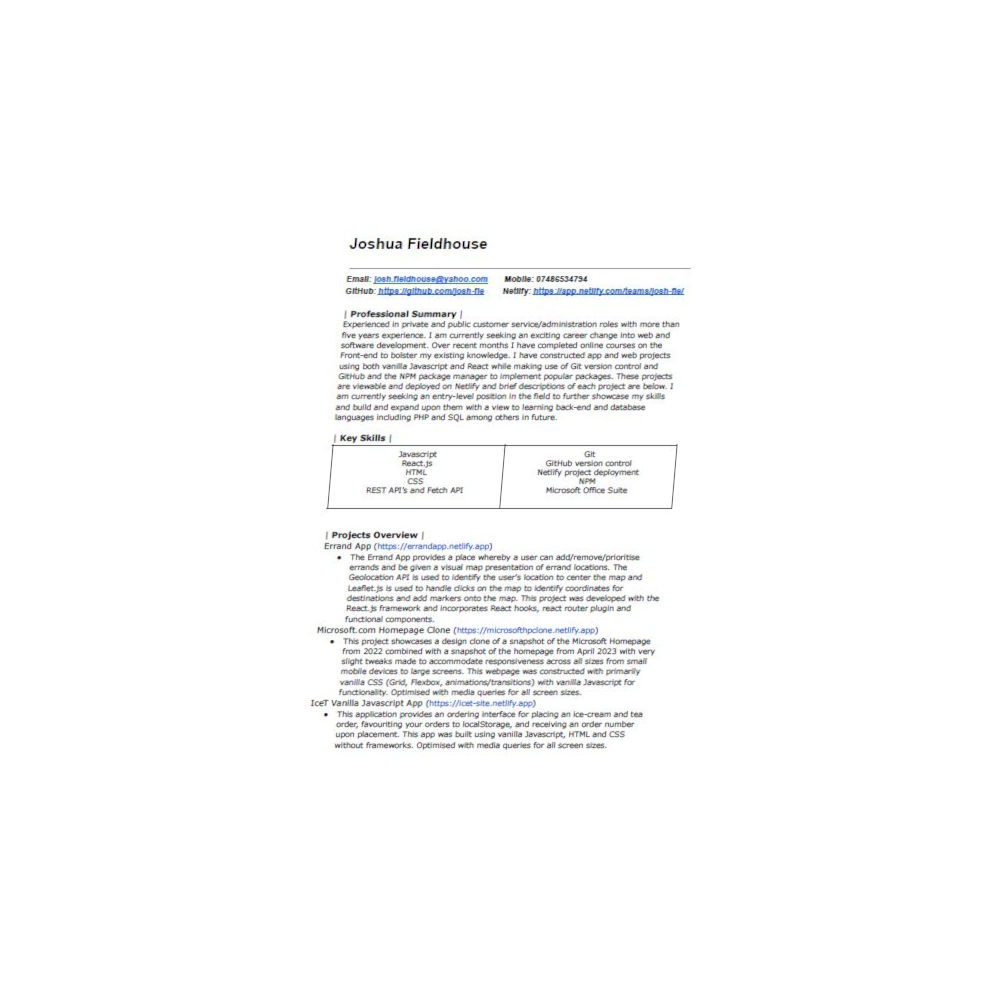 Joshua Fieldhouse
Email: josh.fieldhouse@yahoo.com Mobile: 07486534794
GitHub: https://github.com/josh-fie Netlify: https://app.netlify.com/teams/josh-fie/
| Professional Summary |
Experienced in private and public customer service/administration roles with more than
five years experience. I am currently seeking an exciting career change into web and
software development. Over recent months I have completed online courses on the
Front-end to bolster my existing knowledge. I have constructed app and web projects
using both vanilla Javascript and React while making use of Git version control and
GitHub and the NPM package manager to implement popular packages. These projects
are viewable and deployed on Netlify and brief descriptions of each project are below. I
am currently seeking an entry-level position in the field to further showcase my skills
and build and expand upon them with a view to learning back-end and database
languages including PHP and SQL among others in future.
| Key Skills |
Javascript Git
React.js GitHub version control
HTML Netlify project deployment
CSS NPM
REST API's and Fetch API Microsoft Office Suite
| Projects Overview |
Errand App (https://errandapp.netlify.app)
• The Errand App provides a place whereby a user can add/remove/prioritise
errands and be given a visual map presentation of errand locations. The
Geolocation API is used to identify the user's location to center the map and
Leaflet.js is used to handle clicks on the map to identify coordinates for
destinations and add markers onto the map. This project was developed with the
React.js framework and incorporates React hooks, react router plugin and
functional components.
Microsoft.com Homepage Clone (https://microsofthpclone.netlify.app)
• This project showcases a design clone of a snapshot of the Microsoft Homepage
from 2022 combined with a snapshot of the homepage from April 2023 with very
slight tweaks made to accommodate responsiveness across all sizes from small
mobile devices to large screens. This webpage was constructed with primarily
vanilla CSS (Grid, Flexbox, animations/transitions) with vanilla Javascript for
functionality. Optimised with media queries for all screen sizes.
IceT Vanilla Javascript App (https://icet-site.netlify.app)
• This application provides an ordering interface for placing an ice-cream and tea
order, favouriting your orders to localStorage, and receiving an order number
upon placement. This app was built using vanilla Javascript, HTML and CSS
without frameworks. Optimised with media queries for all screen sizes.